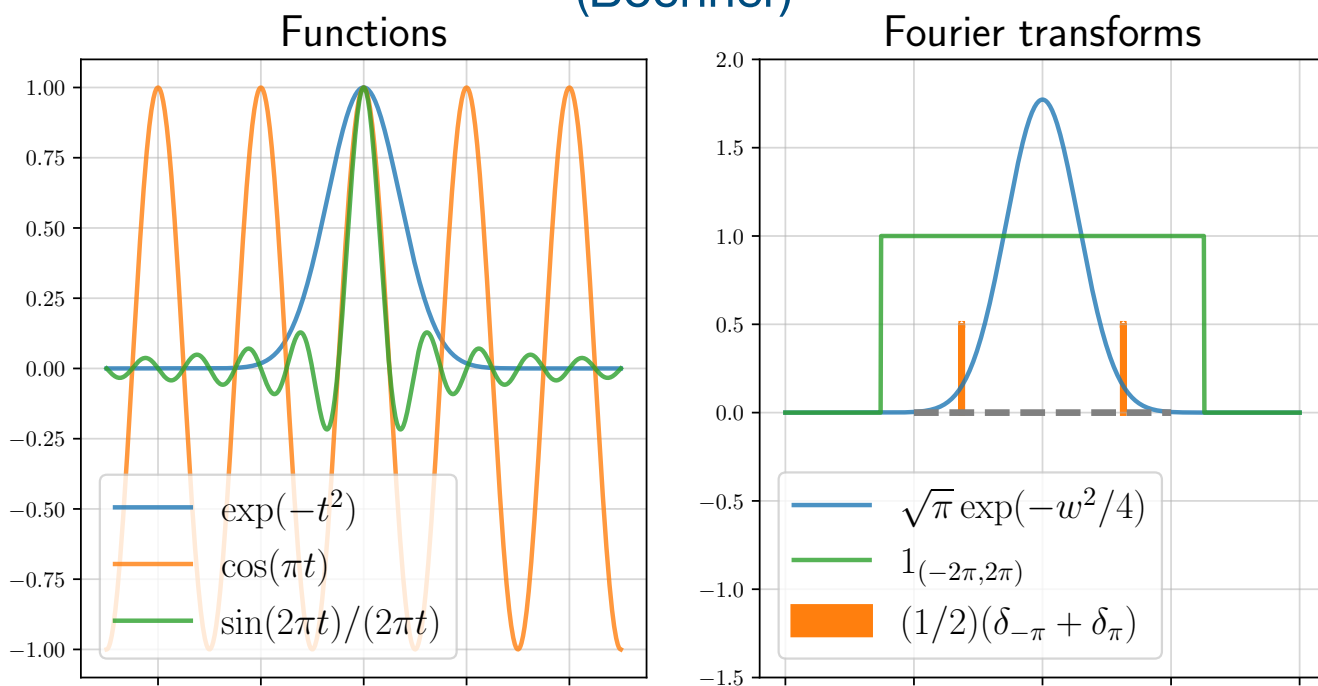 (Bochner)
Functions
1.00
0.75
0.50
0.25
0.00
−0.25
−0.50
−0.75
−1.00
exp(−t²)
cos(πt)
sin(2πt)/(2πt)
Fourier transforms
2.0
1.5
1.0
0.5
0.0
−0.5
−1.0
−1.5
√π exp(−w²/4)
1₍₋₂π,₂π₎
(1/2)(δ₋π + δπ)